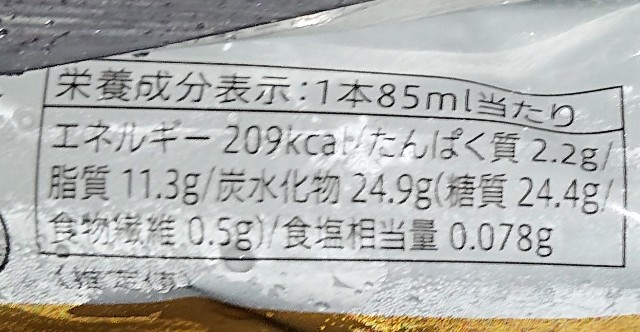 栄養成分表示:1本85ml当たり
エネルギー 209kcal/たんぱく質 2.2g/
脂質 11.3g/炭水化物 24.9g(糖質 24.4g/
食物繊維 0.5g)/食塩相当量 0.078g